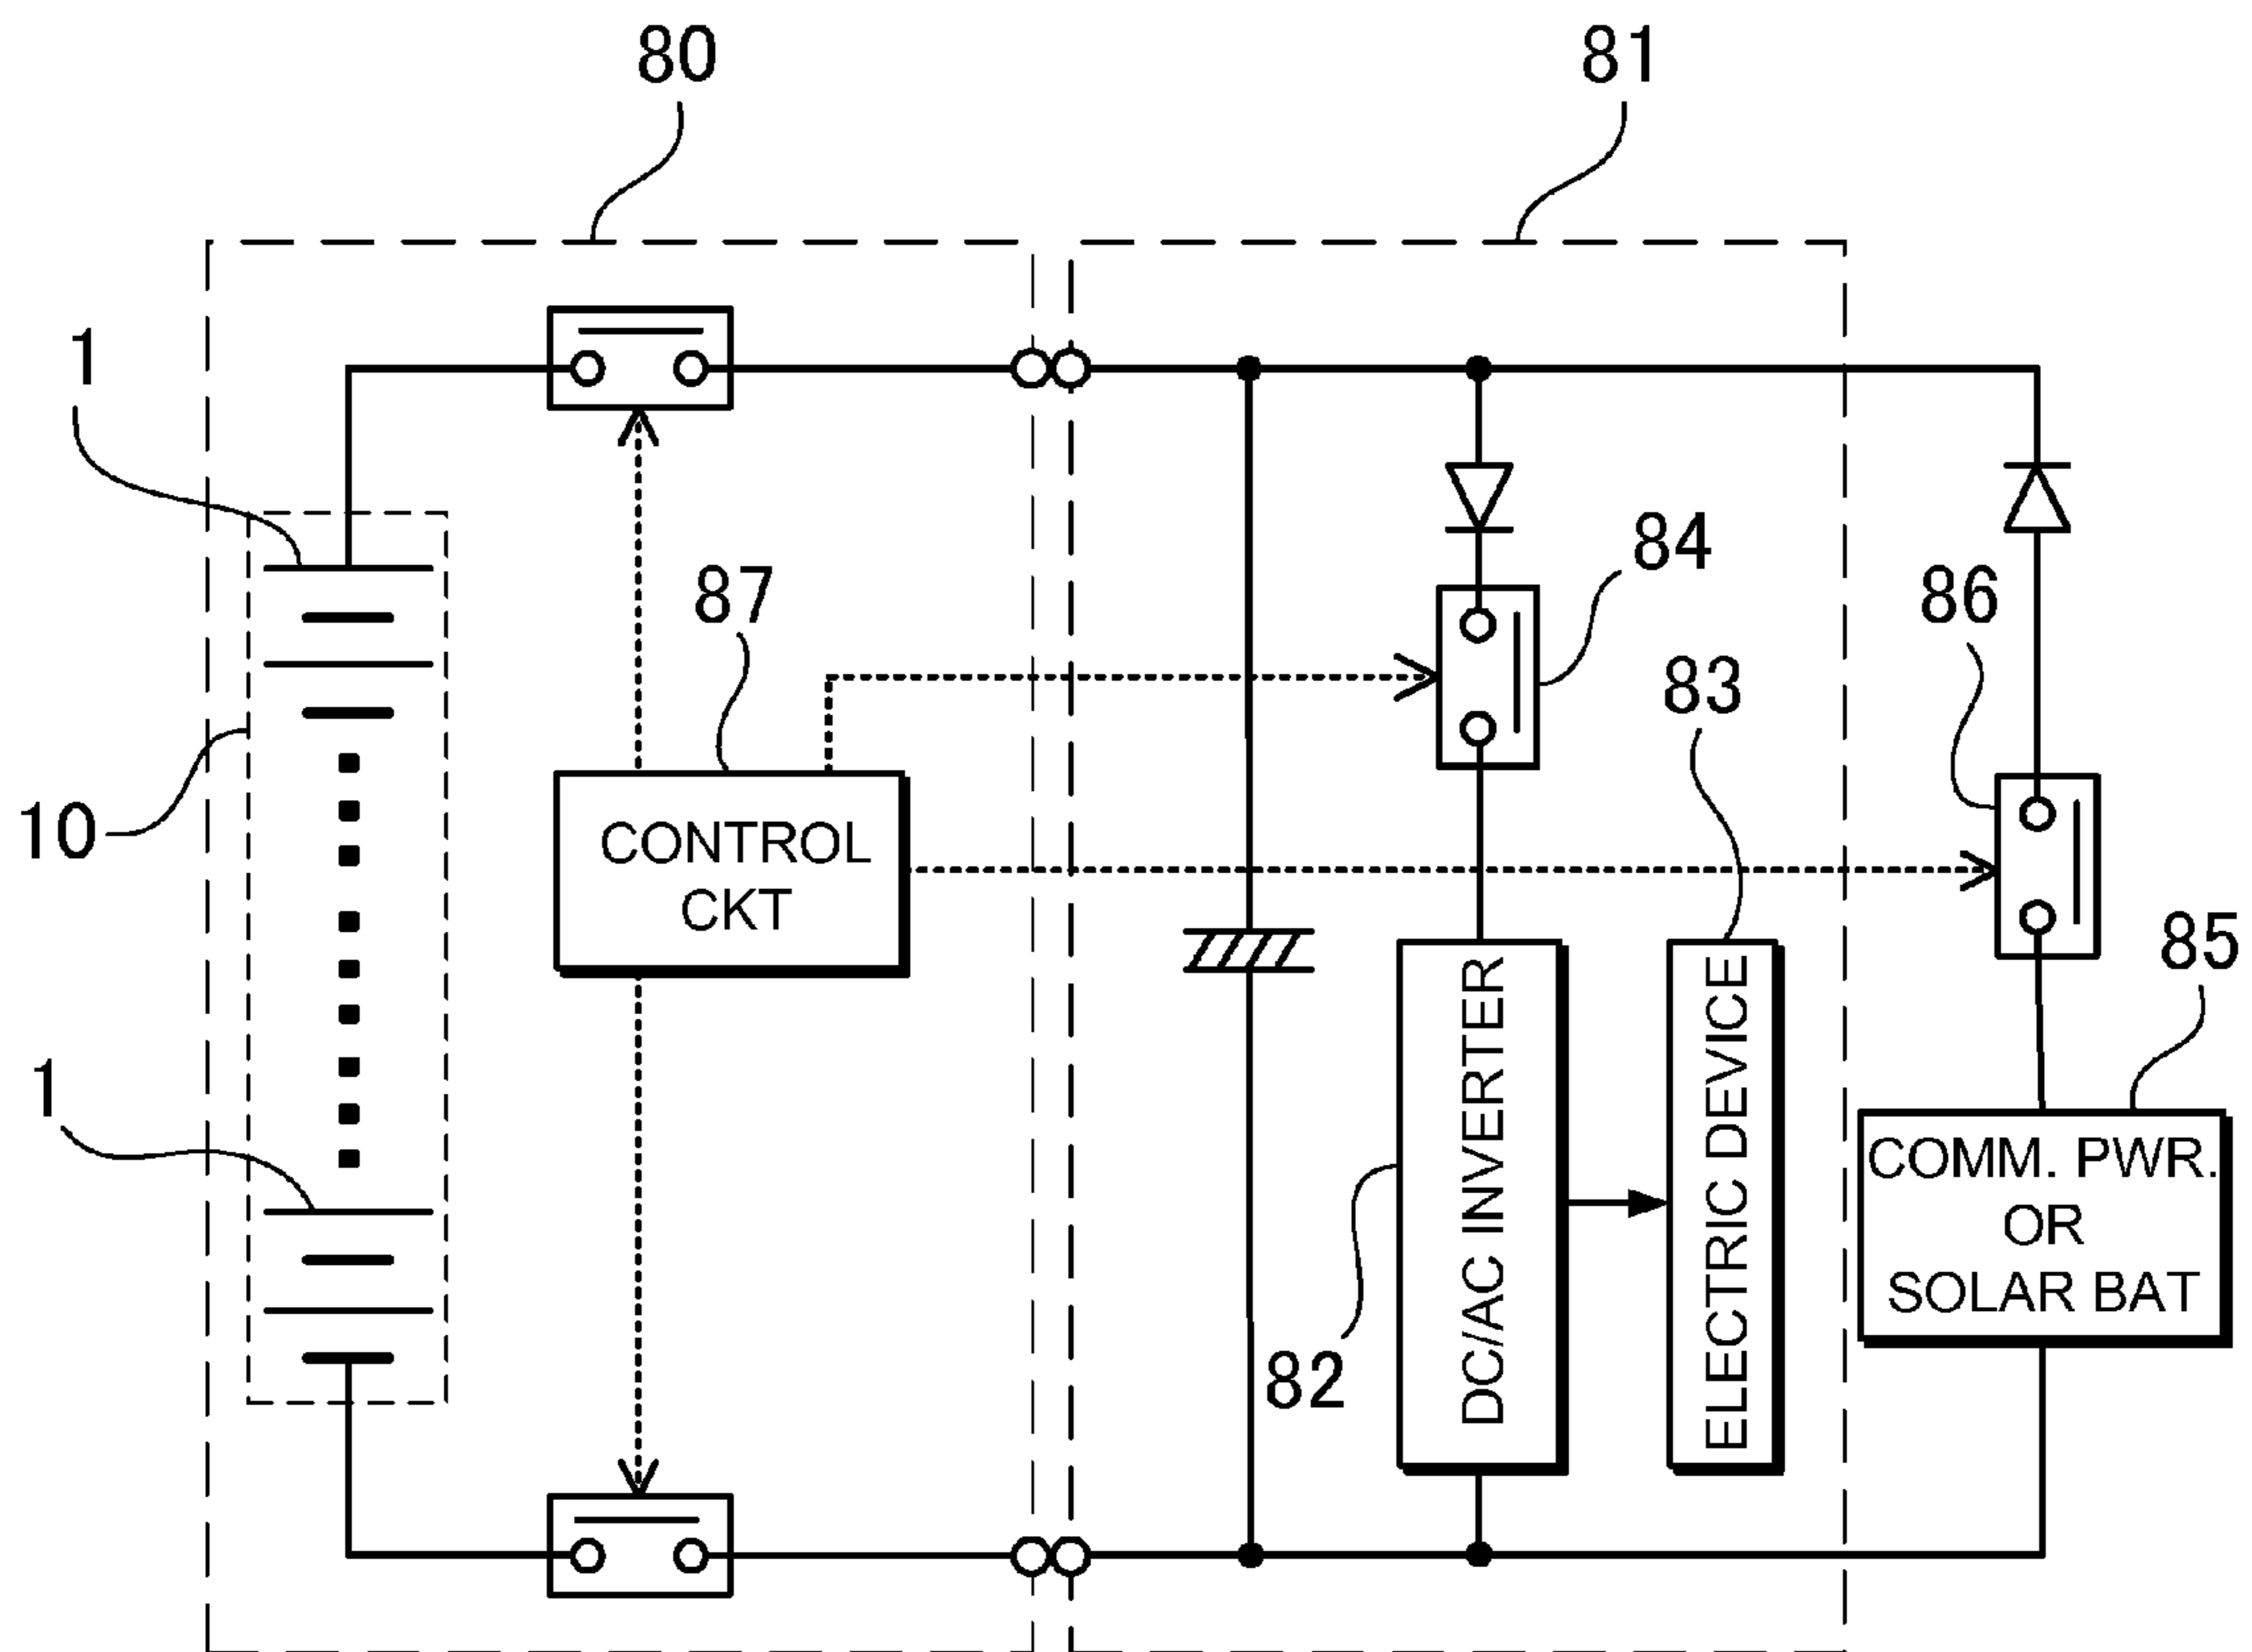 80
81
1
84
87
86
83
10
CONTROL
CKT
85
DC/AC INVERTER
ELECTRIC DEVICE
1
COMM. PWR.
OR
SOLAR BAT
82